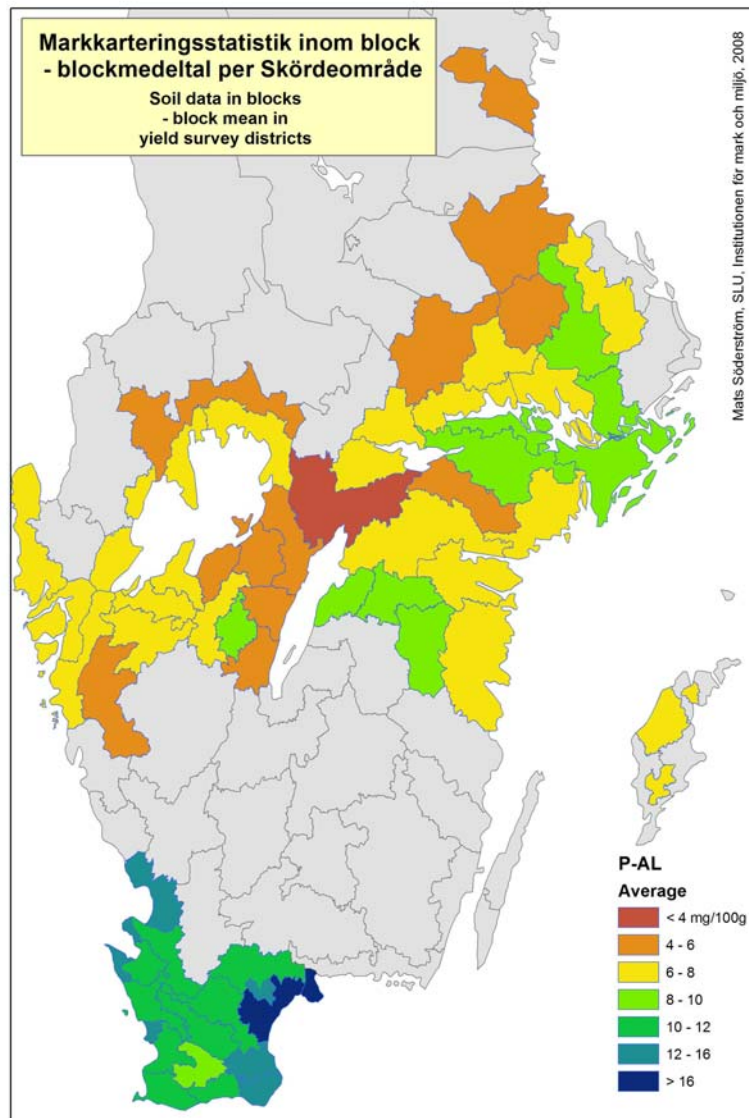 Markkarteringsstatistik inom block
- blockmedeltal per Skördeområde
Soil data in blocks
- block mean in
yield survey districts
Mats Söderström, SLU, Institutionen för mark och miljö, 2008
P-AL
Average
< 4 mg/100g
4 - 6
6 - 8
8 - 10
10 - 12
12 - 16
> 16